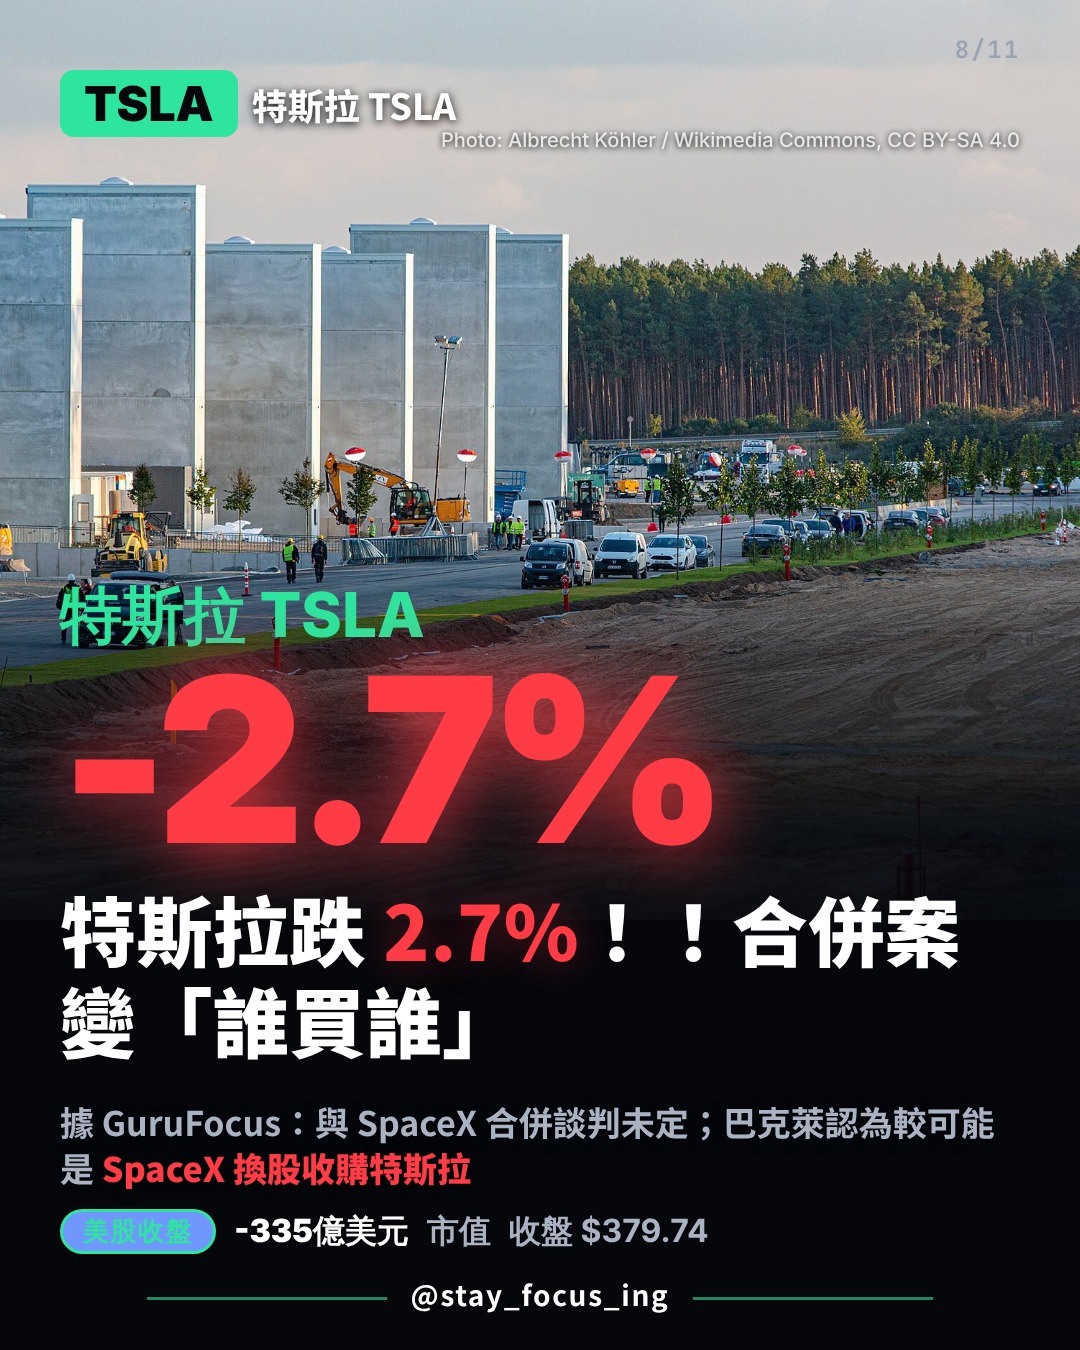 8/11
TSLA 特斯拉 TSLA
Photo: Albrecht Köhler / Wikimedia Commons, CC BY-SA 4.0
特斯拉 TSLA
-2.7%
特斯拉跌 2.7%！！合併案
變「誰買誰」
據 GuruFocus：與 SpaceX 合併談判未定；巴克萊認為較可能
是 SpaceX 換股收購特斯拉
美股收盤 -335億美元 市值 收盤 $379.74
@stay_focus_ing